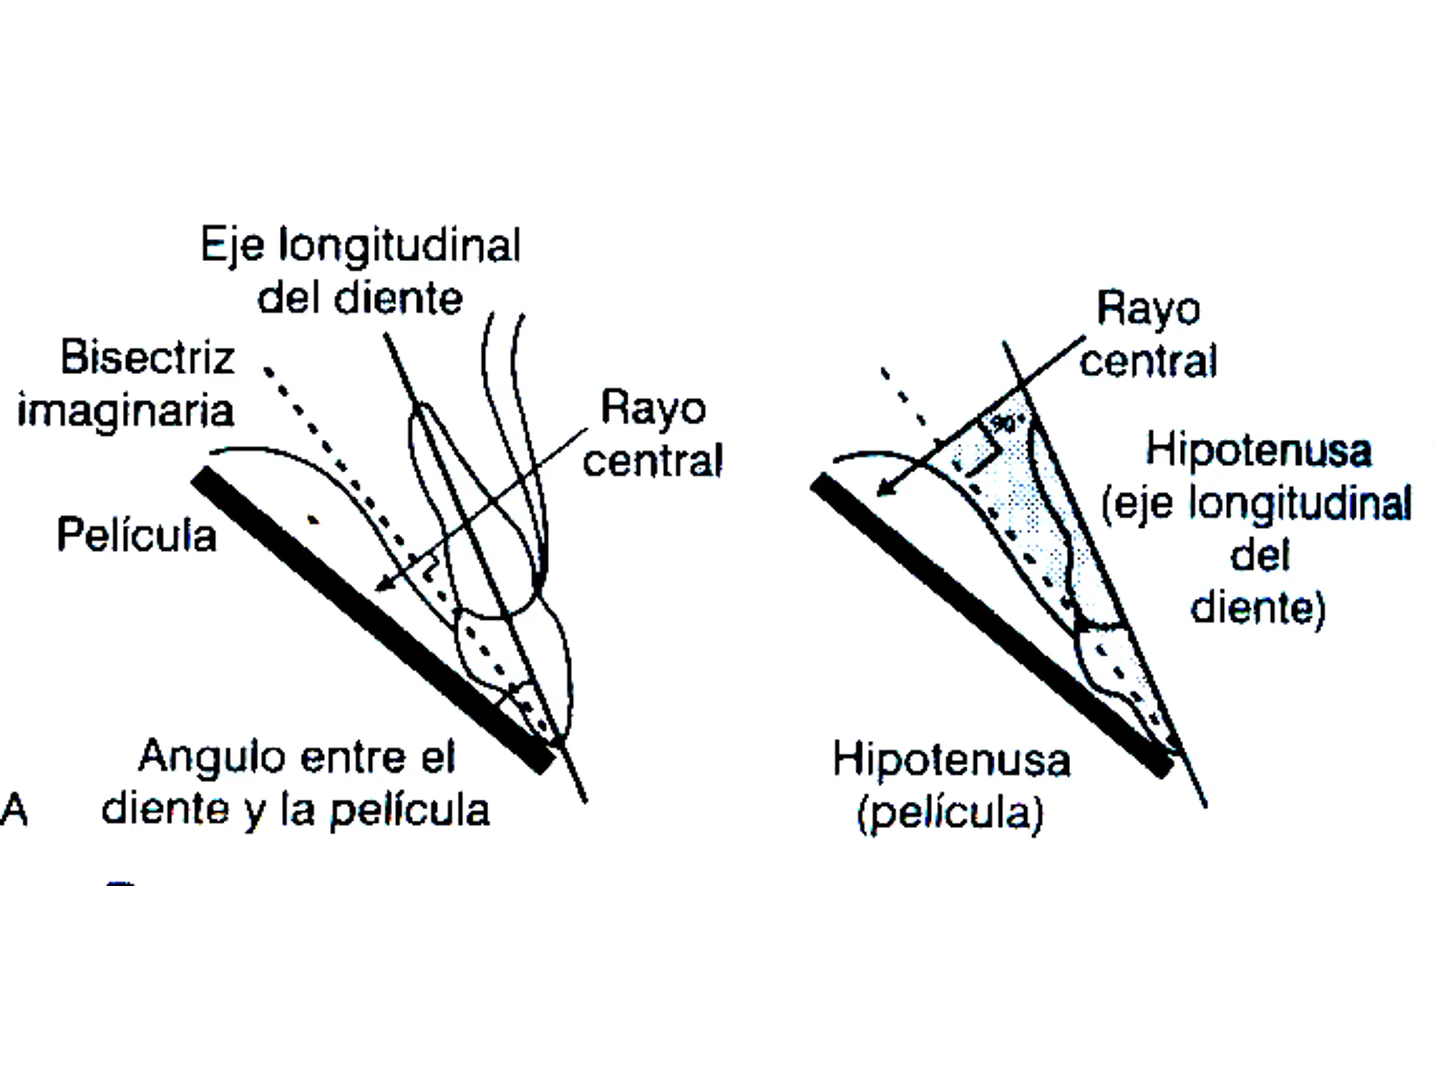 Eje longitudinal
del diente
Bisectriz
imaginaria
Rayo
central
Película
Angulo entre el
diente y la película
A
Rayo
central
90°
Hipotenusa
(eje longitudinal
del
diente)
Hipotenusa
(película)